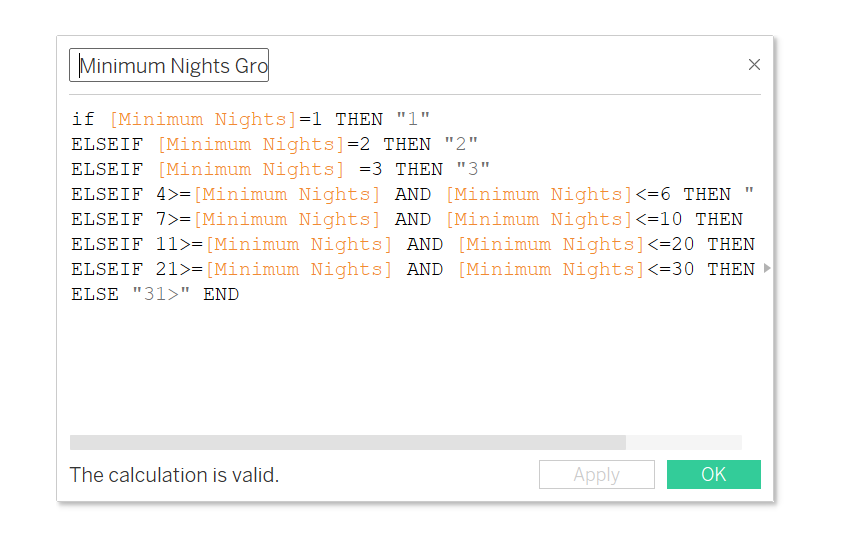 Minimum Nights Gro
if [Minimum Nights]=1 THEN "1"
ELSEIF [Minimum Nights]=2 THEN "2"
ELSEIF [Minimum Nights] =3 THEN "3"
ELSEIF 4>=[Minimum Nights] AND [Minimum Nights]<=6 THEN "
ELSEIF 7>=[Minimum Nights] AND [Minimum Nights]<=10 THEN
ELSEIF 11>=[Minimum Nights] AND [Minimum Nights]<=20 THEN
ELSEIF 21>=[Minimum Nights] AND [Minimum Nights]<=30 THEN
ELSE "31>" END
The calculation is valid.
Apply
OK